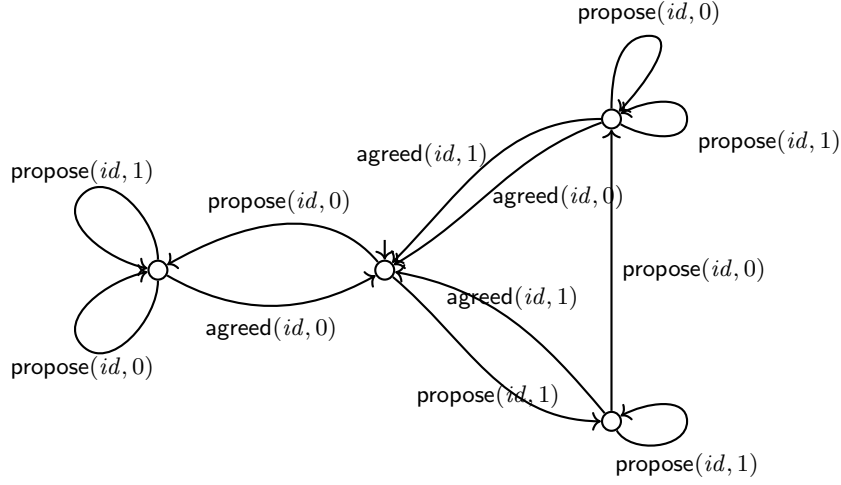 propose(id, 0)
propose(id, 1)
agreed(id, 1)
propose(id, 1)
agreed(id, 0)
propose(id, 0)
propose(id, 0)
agreed(id, 1)
agreed(id, 0)
propose(id, 0)
propose(id, 1)
propose(id, 1)